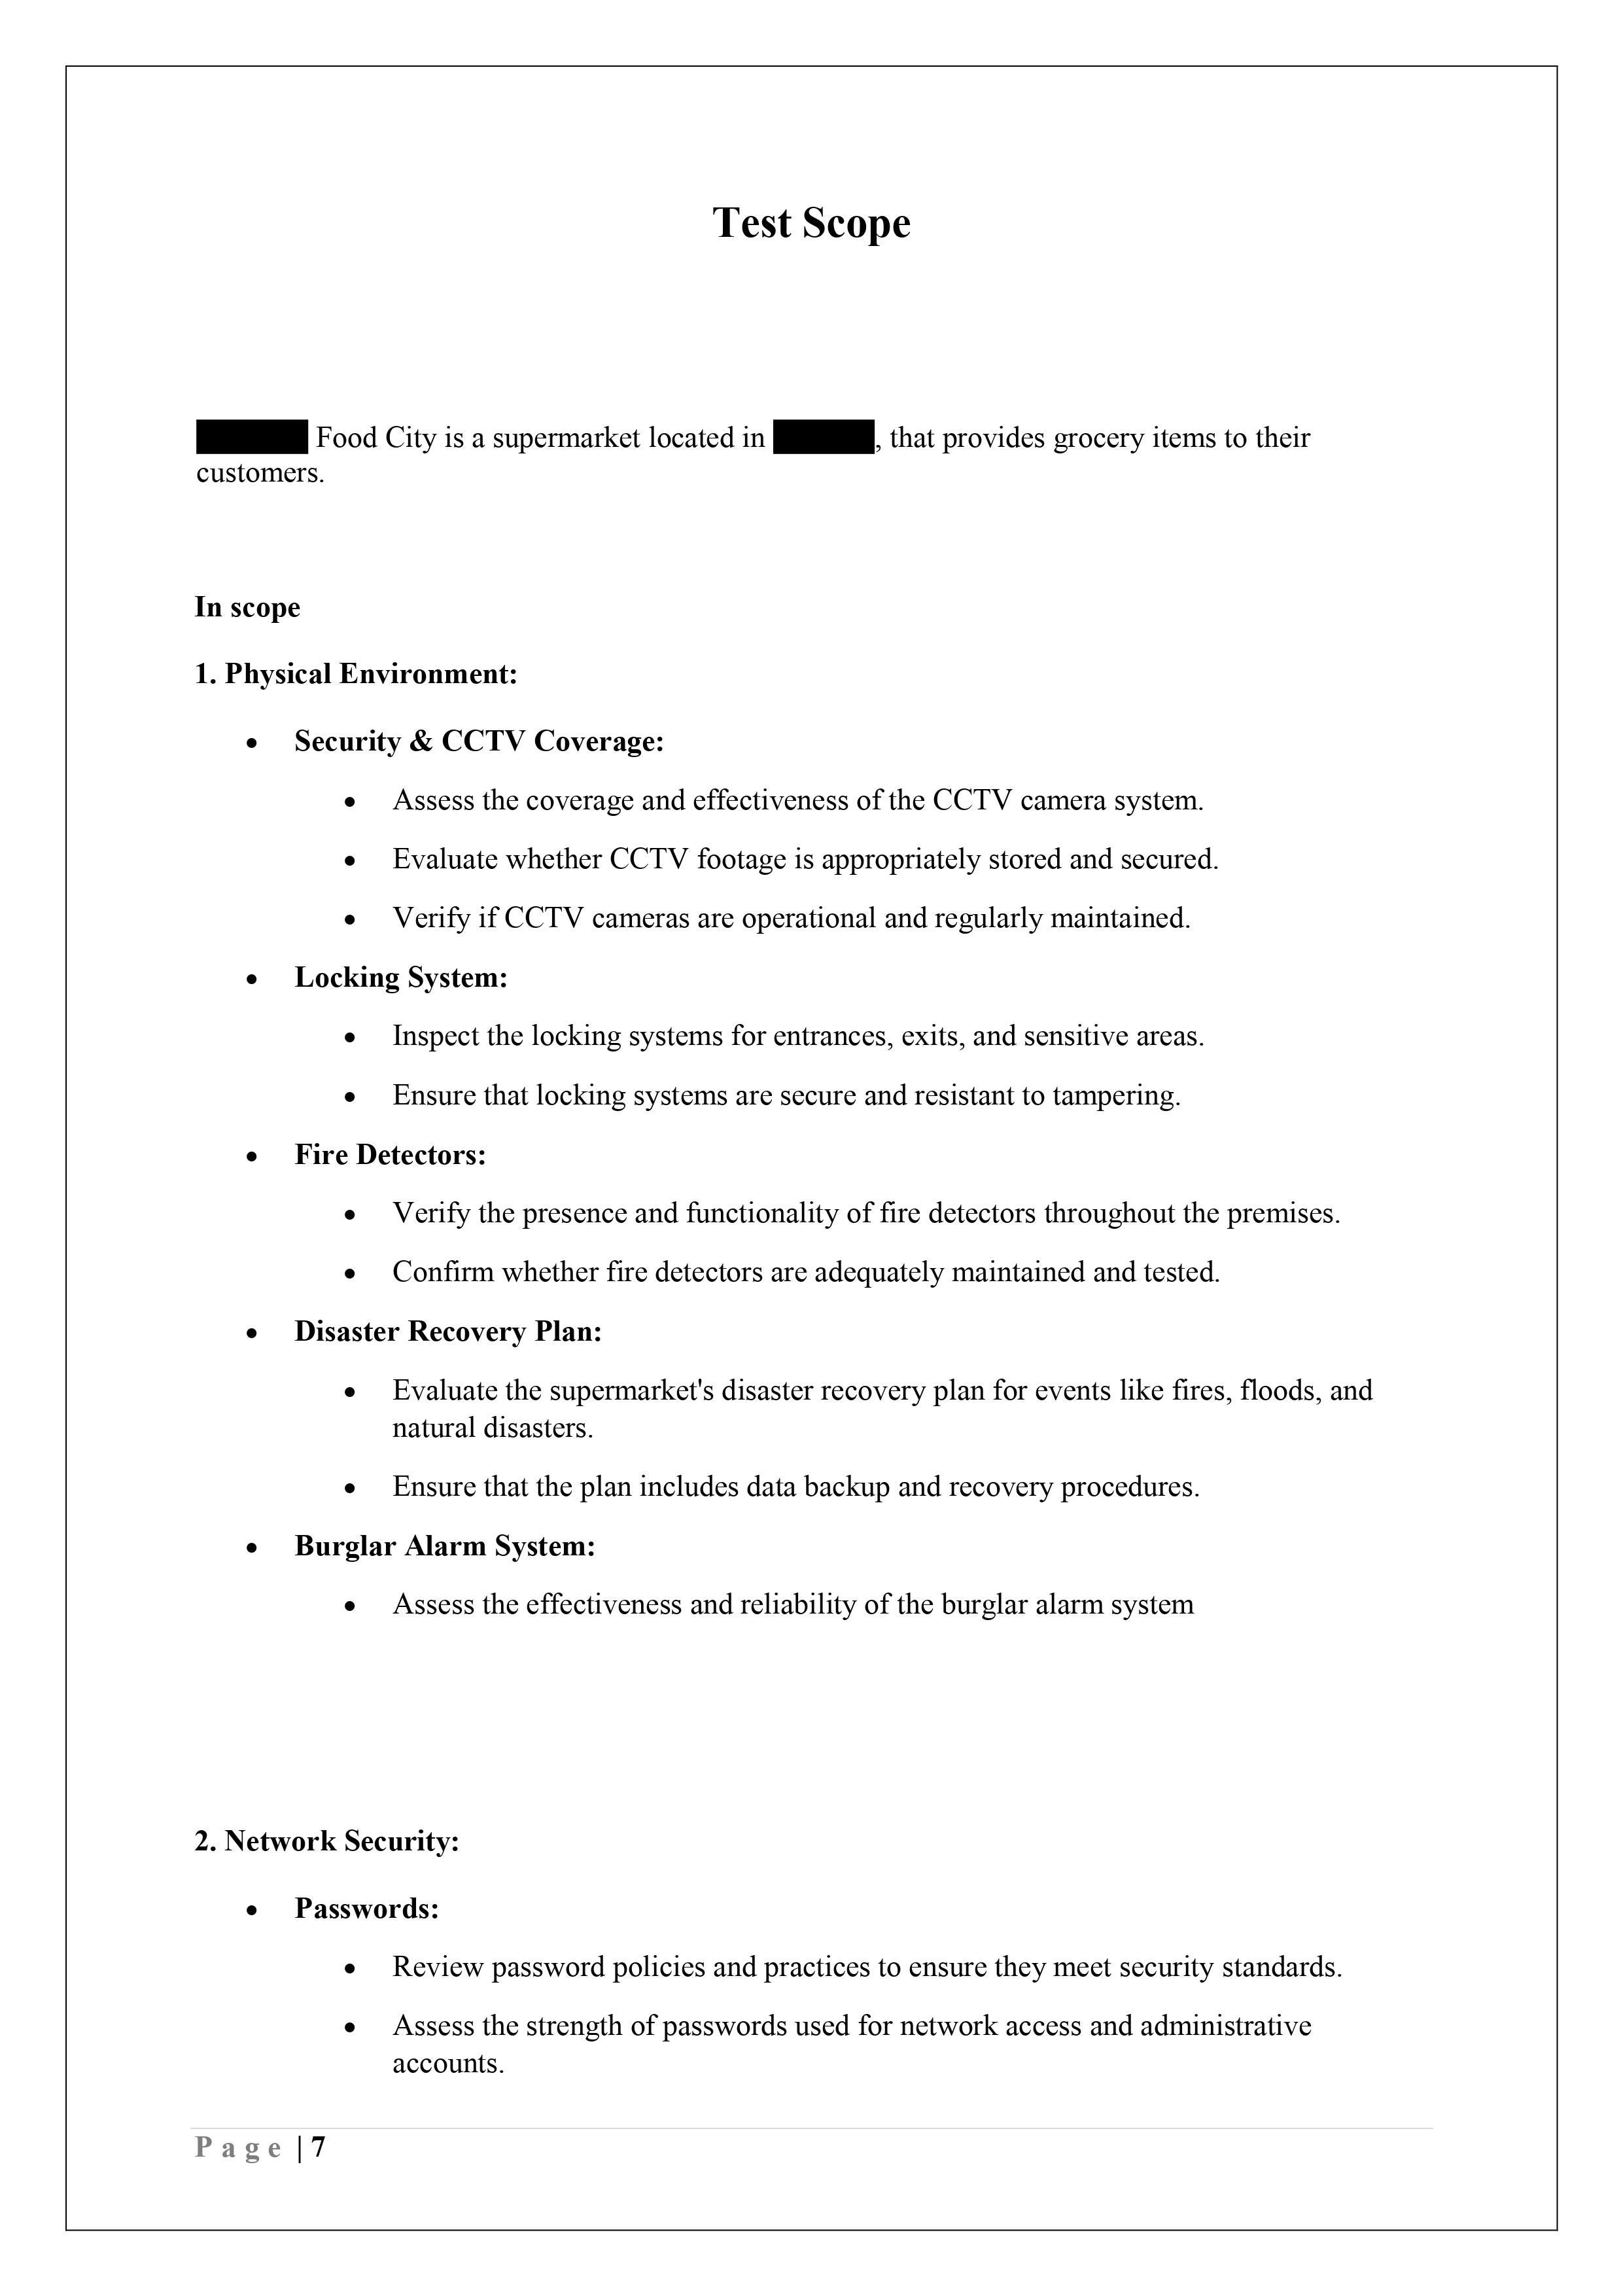 Test Scope
Food City is a supermarket located in , that provides grocery items to their
customers.
In scope
1. Physical Environment:
• Security & CCTV Coverage:
• Assess the coverage and effectiveness of the CCTV camera system.
• Evaluate whether CCTV footage is appropriately stored and secured.
• Verify if CCTV cameras are operational and regularly maintained.
• Locking System:
• Inspect the locking systems for entrances, exits, and sensitive areas.
• Ensure that locking systems are secure and resistant to tampering.
• Fire Detectors:
• Verify the presence and functionality of fire detectors throughout the premises.
• Confirm whether fire detectors are adequately maintained and tested.
• Disaster Recovery Plan:
• Evaluate the supermarket's disaster recovery plan for events like fires, floods, and
natural disasters.
• Ensure that the plan includes data backup and recovery procedures.
• Burglar Alarm System:
• Assess the effectiveness and reliability of the burglar alarm system
2. Network Security:
• Passwords:
• Review password policies and practices to ensure they meet security standards.
• Assess the strength of passwords used for network access and administrative
accounts.
P a g e | 7